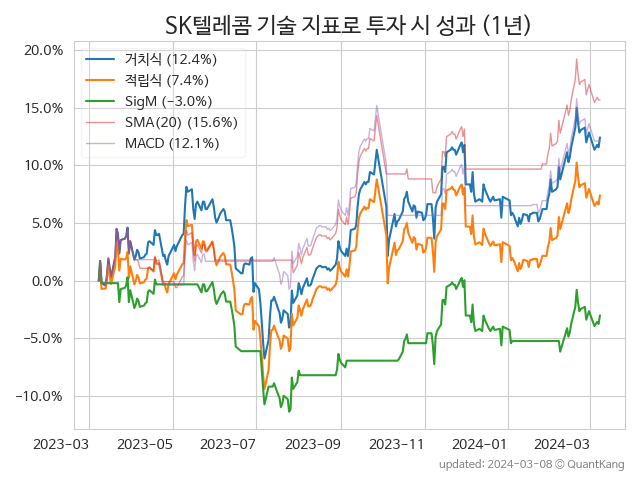 SK텔레콤 기술 지표로 투자 시 성과 (1년)
거치식 (12.4%)
적립식 (7.4%)
SigM (−3.0%)
SMA(20) (15.6%)
MACD (12.1%)
20.0%
15.0%
10.0%
5.0%
0.0%
−5.0%
−10.0%
2023−03 2023−05 2023−07 2023−09 2023−11 2024−01 2024−03
updated: 2024-03-08 © QuantKang